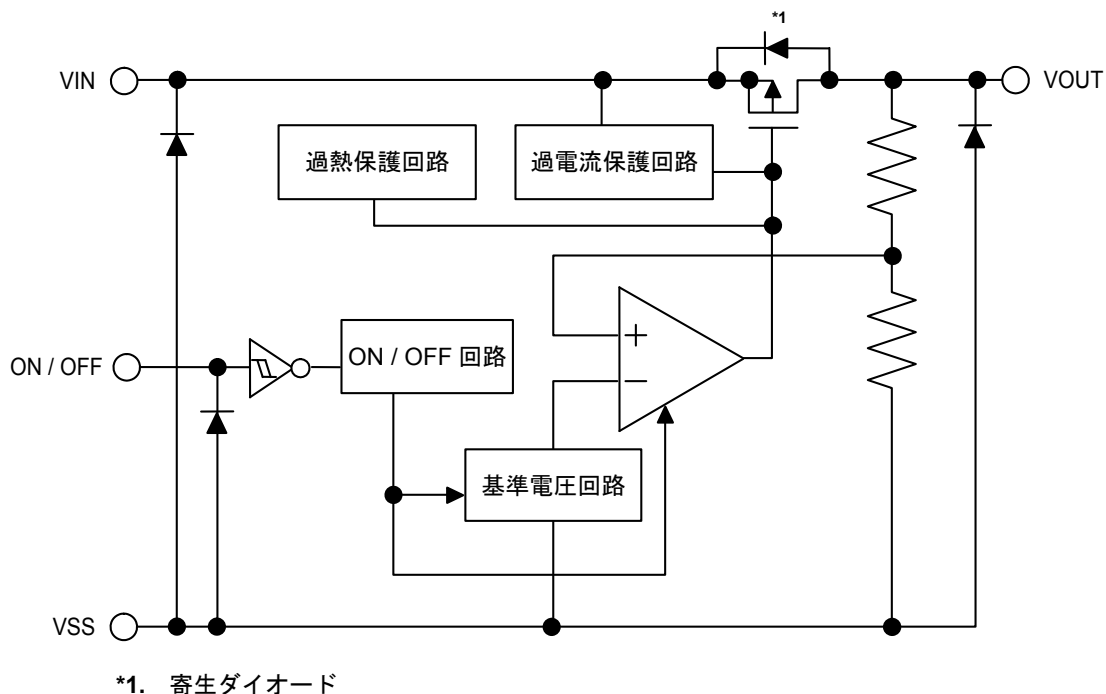 *1
VIN
VOUT
過熱保護回路
過電流保護回路
+
ON / OFF
ON / OFF 回路
−
基準電圧回路
VSS
*1. 寄生ダイオード